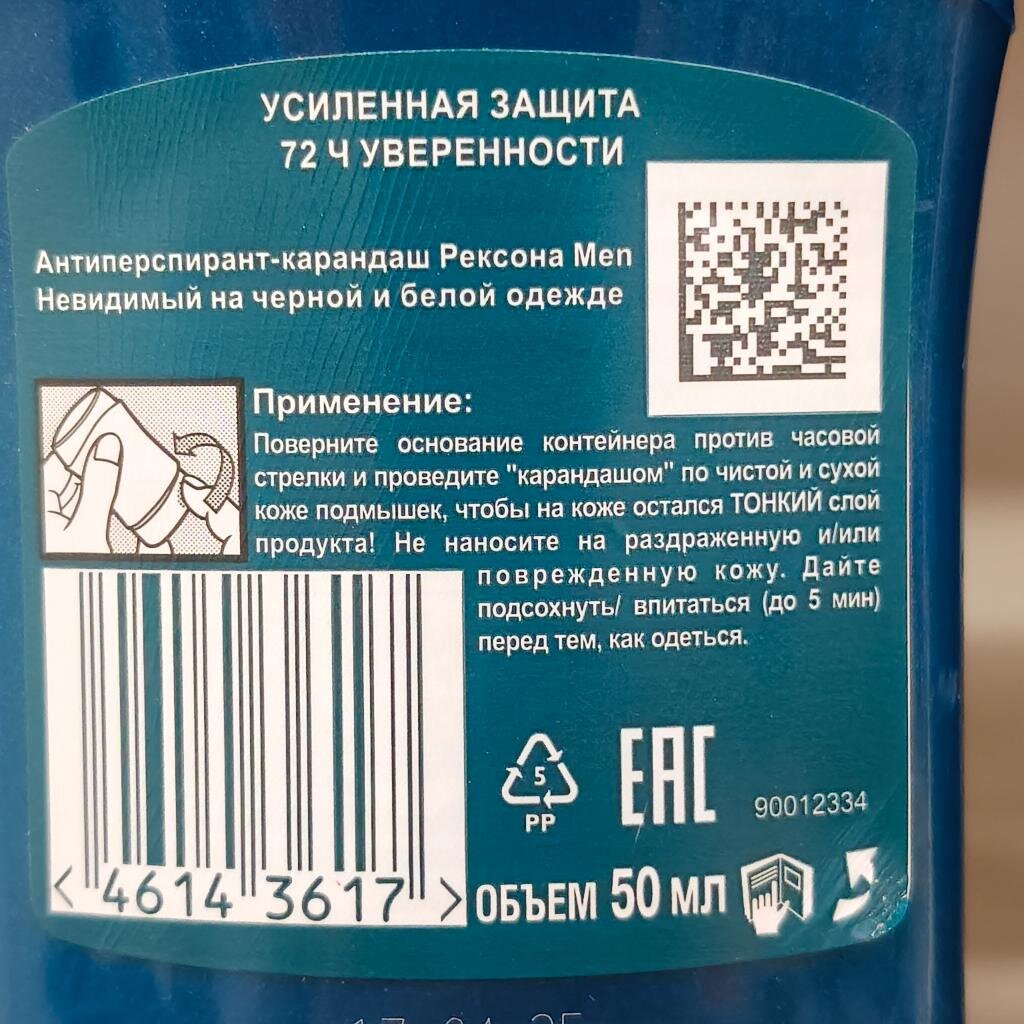 УСИЛЕННАЯ ЗАЩИТА
72 Ч УВЕРЕННОСТИ
Антиперспирант-карандаш Рексона Men
Невидимый на черной и белой одежде
Применение:
Поверните основание контейнера против часовой
стрелки и проведите "карандашом" по чистой и сухой
коже подмышек, чтобы на коже остался ТОНКИЙ слой
продукта! Не наносите на раздраженную и/или
поврежденную кожу. Дайте
подсохнуть/ впитаться (до 5 мин)
перед тем, как одеться.
5
PP
EAC
90012334
< 4614 3617 >
ОБЪЕМ 50 МЛ